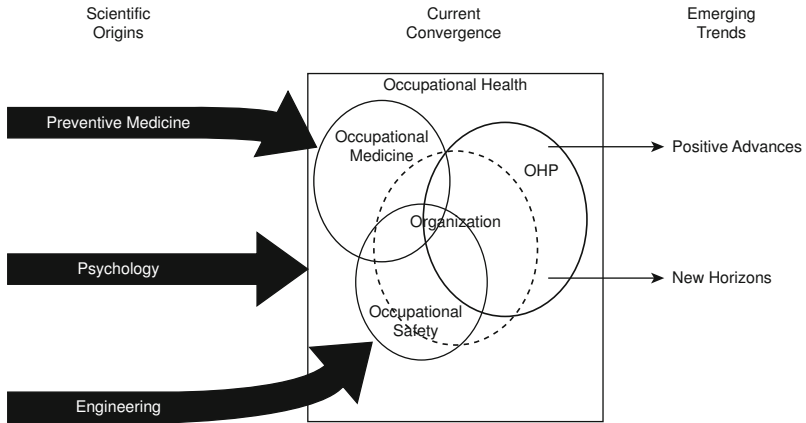 Scientific
Origins
Current
Convergence
Emerging
Trends
Occupational Health
Preventive Medicine
Occupational
Medicine
Positive Advances
OHP
Organization
Psychology
New Horizons
Occupational
Safety
Engineering